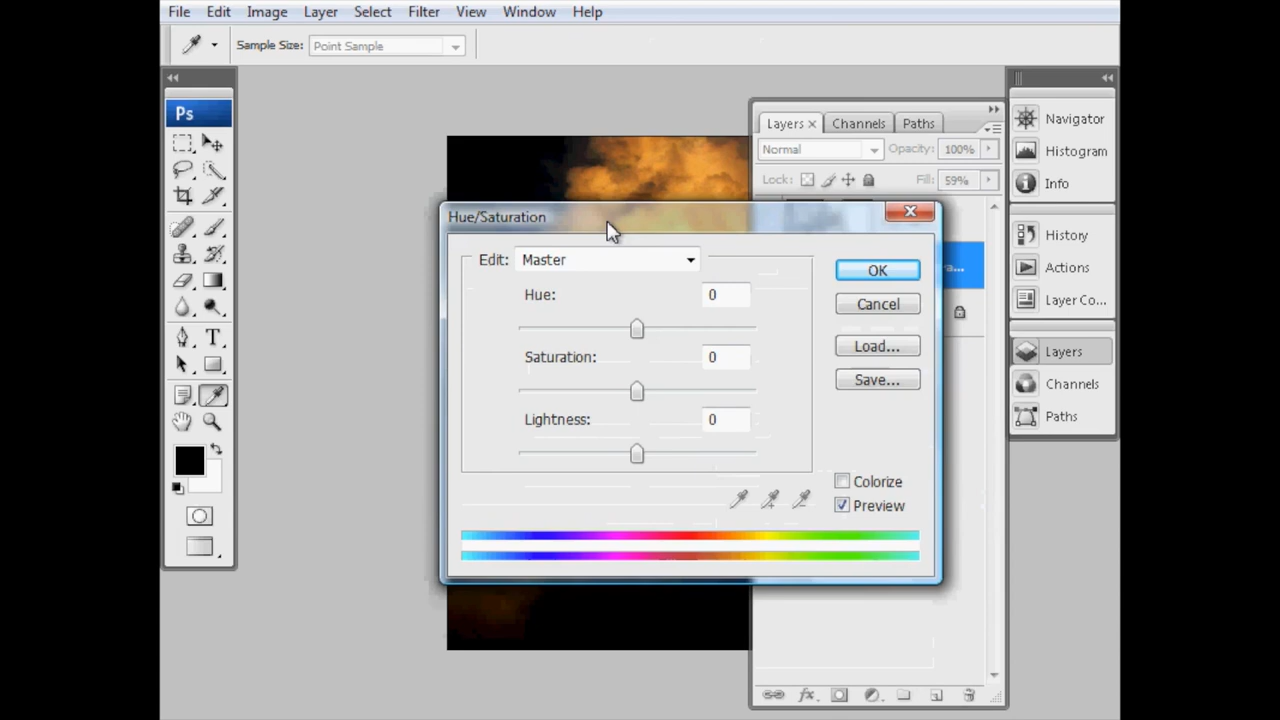 File Edit Image Layer Select Filter View Window Help
Sample Size: Point Sample
Ps
Layers Channels Paths
Normal Opacity: 100%
Lock: Fill: 59%
a...
Navigator
Histogram
Info
History
Actions
Layer Co...
Layers
Channels
Paths
Hue/Saturation
Edit: Master
Hue: 0
Saturation: 0
Lightness: 0
OK
Cancel
Load...
Save...
Colorize
Preview
T
fx